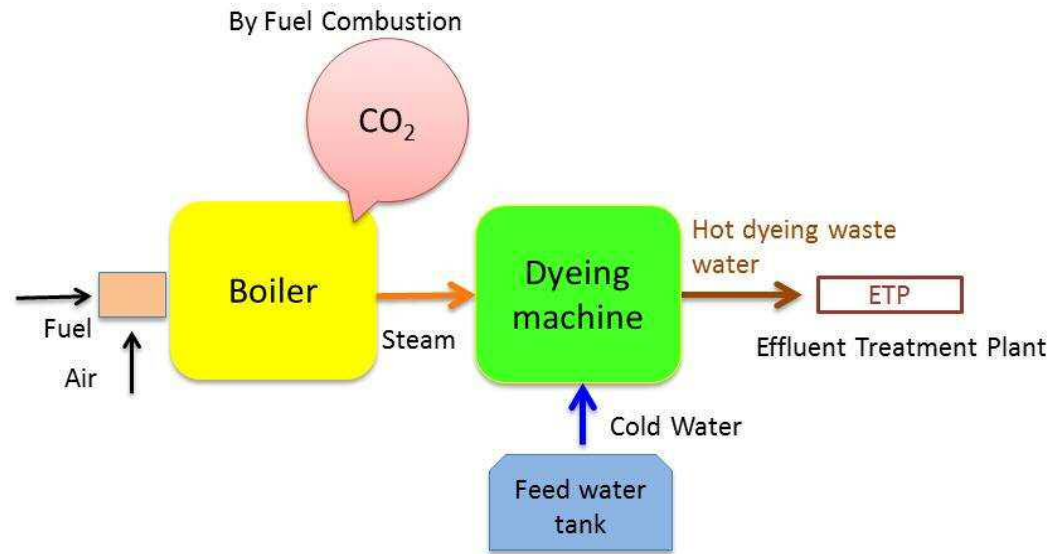 By Fuel Combustion
CO₂
Boiler
Fuel
Air
Steam
Dyeing
machine
Hot dyeing waste
water
ETP
Effluent Treatment Plant
Cold Water
Feed water
tank